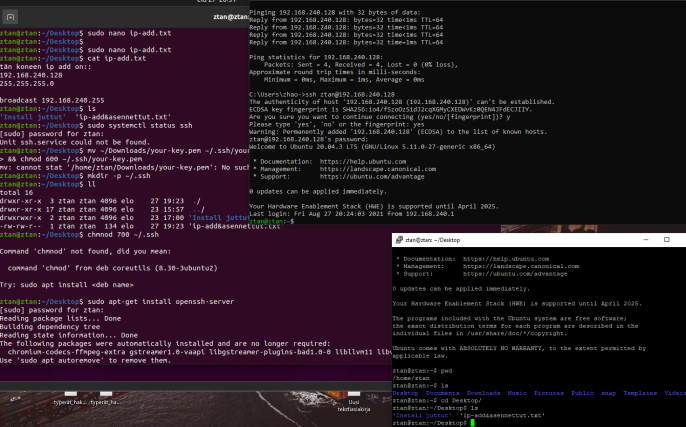 ztan@ztan:
ztan@ztan:~/Desktop$ sudo nano ip-add.txt
ztan@ztan:~/Desktop$
ztan@ztan:~/Desktop$ sudo nano ip-add.txt
ztan@ztan:~/Desktop$ cat ip-add.txt
tän koneen ip add on::
192.168.240.128
255.255.255.0
broadcast 192.168.240.255
ztan@ztan:~/Desktop$ ls
'Install juttut'  'ip-add&asennettut.txt'
ztan@ztan:~/Desktop$ sudo systemctl status ssh
[sudo] password for ztan:
Unit ssh.service could not be found.
ztan@ztan:~/Desktop$ mv ~/Downloads/your-key.pem ~/.ssh/your
> && chmod 600 ~/.ssh/your-key.pem
mv: cannot stat '/home/ztan/Downloads/your-key.pem': No such
ztan@ztan:~/Desktop$ mkdir -p ~/.ssh
ztan@ztan:~/Desktop$ ll
total 16
drwxr-xr-x  3 ztan ztan 4096 elo    27 19:23 ./
drwxr-xr-x 17 ztan ztan 4096 elo    23 15:57 ../
drwxrwxr-x  2 ztan ztan 4096 elo    23 17:00 'Install juttut'
-rw-rw-r--  1 ztan ztan  134 elo    27 19:23 'ip-add&asennettut.txt
ztan@ztan:~/Desktop$ chmnod 700 ~/.ssh
Command 'chmnod' not found, did you mean:
command 'chmod' from deb coreutils (8.30-3ubuntu2)
Try: sudo apt install <deb name>
ztan@ztan:~/Desktop$ sudo apt-get install openssh-server
[sudo] password for ztan:
Reading package lists... Done
Building dependency tree
Reading state information... Done
The following packages were automatically installed and are no longer required:
chromium-codecs-ffmpeg-extra gstreamer1.0-vaapi libgstreamer-plugins-bad1.0-0 libllvm11 libv
Use 'sudo apt autoremove' to remove them.
Pinging 192.168.240.128 with 32 bytes of data:
Reply from 192.168.240.128: bytes=32 time<1ms TTL=64
Reply from 192.168.240.128: bytes=32 time=1ms TTL=64
Reply from 192.168.240.128: bytes=32 time<1ms TTL=64
Reply from 192.168.240.128: bytes=32 time<1ms TTL=64
Ping statistics for 192.168.240.128:
Packets: Sent = 4, Received = 4, Lost = 0 (0% loss),
Approximate round trip times in milli-seconds:
Minimum = 0ms, Maximum = 1ms, Average = 0ms
C:\Users\zhao->ssh ztan@192.168.240.128
The authenticity of host '192.168.240.128 (192.168.240.128)' can't be established.
ECDSA key fingerprint is
Are you sure you want to continue connecting (yes/no/[fingerprint])? y
Please type 'yes', 'no' or the fingerprint: yes
Warning: Permanently added '192.168.240.128' (ECDSA) to the list of known hosts.
ztan@192.168.240.128's password:
Welcome to Ubuntu 20.04.3 LTS (GNU/Linux 5.11.0-27-generic x86_64)
* Documentation:  https://help.ubuntu.com
* Management:     https://landscape.canonical.com
* Support:        https://ubuntu.com/advantage
0 updates can be applied immediately.
Your Hardware Enablement Stack (HWE) is supported until April 2025.
Last login: Fri Aug 27 20:24:03 2021 from 192.168.240.1
ztan@ztan:~$
ztan@ztan: ~/Desktop
* Documentation:  https://help.ubuntu.com
* Management:     https://landscape.canonical.com
* Support:        https://ubuntu.com/advantage
0 updates can be applied immediately.
Your Hardware Enablement Stack (HWE) is supported until April 2025.
The programs included with the Ubuntu system are free software;
the exact distribution terms for each program are described in the
individual files in /usr/share/doc/*/copyright.
Ubuntu comes with ABSOLUTELY NO WARRANTY, to the extent permitted by
applicable law.
ztan@ztan:~$ pwd
/home/ztan
ztan@ztan:~$ ls
Desktop  Documents  Downloads  Music  Pictures  Public  snap  Templates  Videos
ztan@ztan:~$ cd Desktop/
ztan@ztan:~/Desktop$ ls
'Install juttut'  'ip-add&asennettut.txt'
ztan@ztan:~/Desktop$
typerät_hak...
typerät_ha...
Uusi
tekstiasiakirja